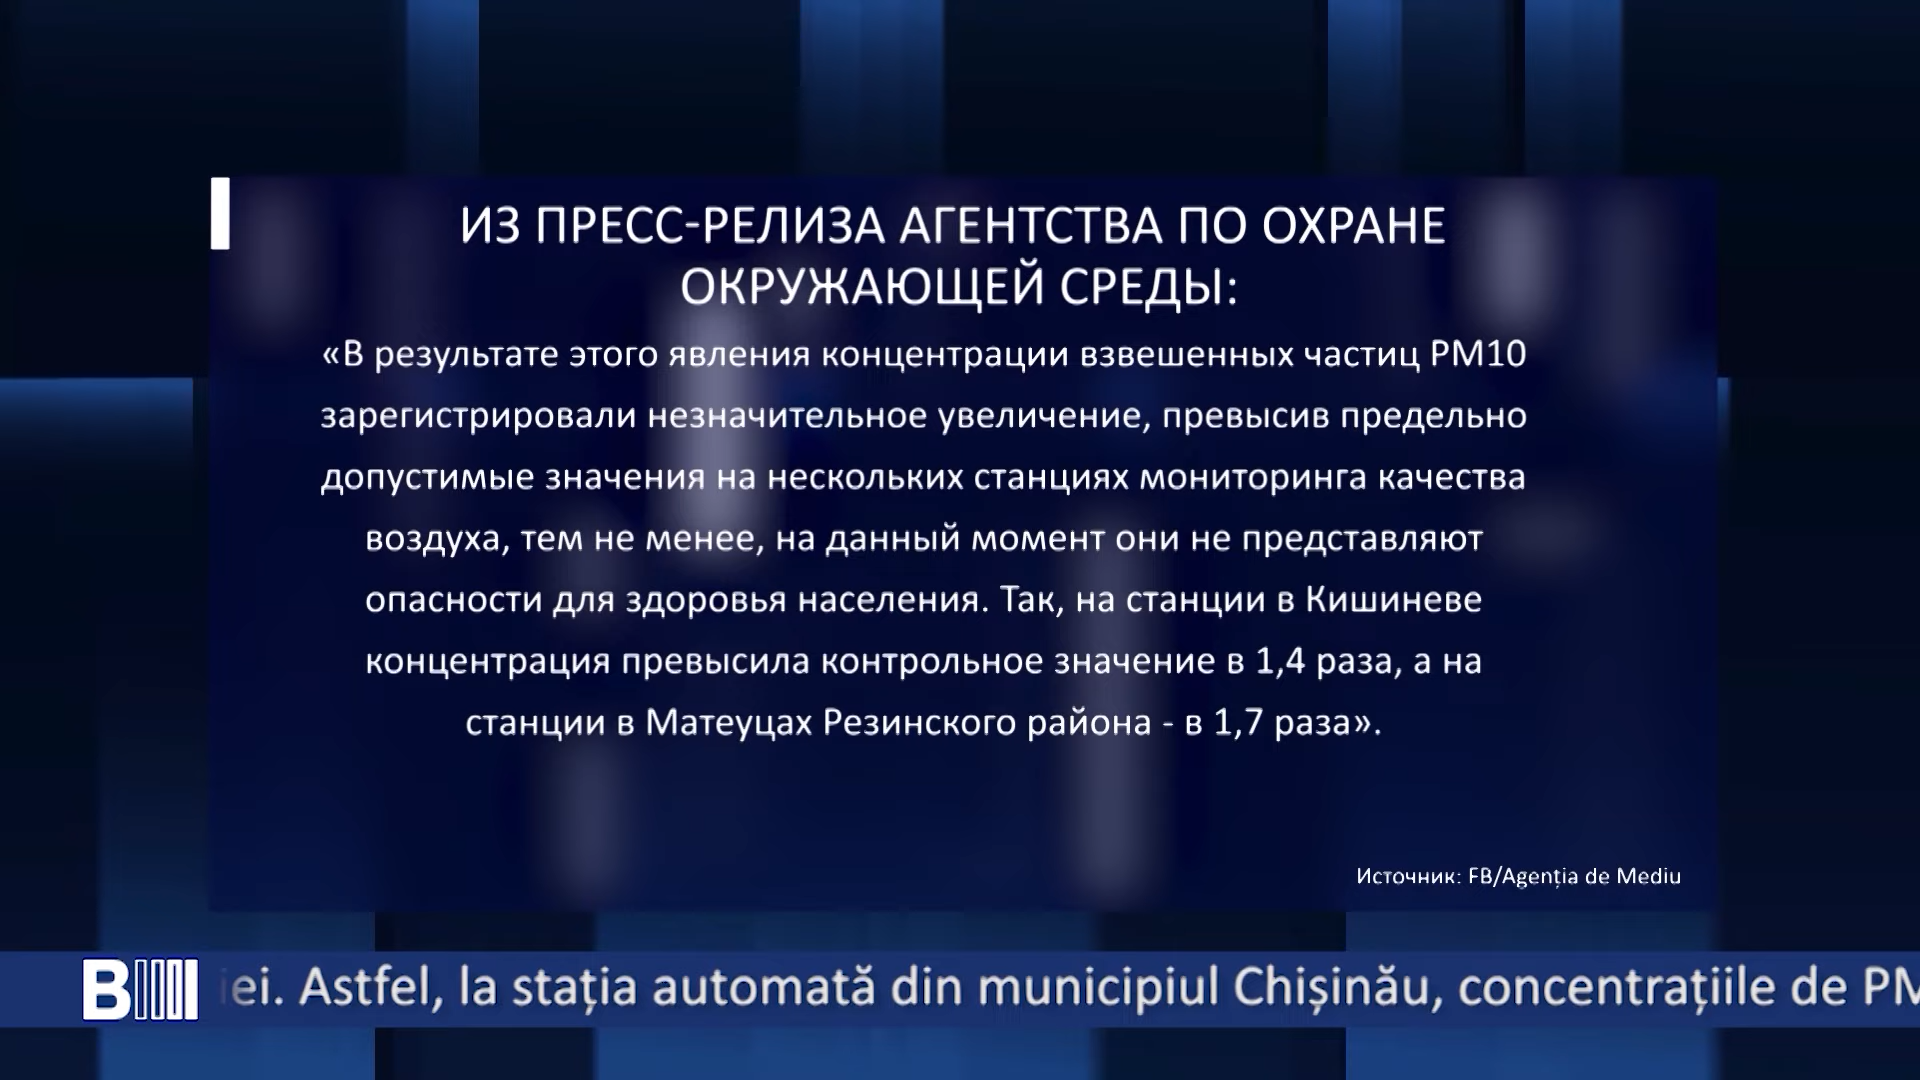 ИЗ ПРЕСС-РЕЛИЗА АГЕНТСТВА ПО ОХРАНЕ
ОКРУЖАЮЩЕЙ СРЕДЫ:
«В результате этого явления концентрации взвешенных частиц PM10
зарегистрировали незначительное увеличение, превысив предельно
допустимые значения на нескольких станциях мониторинга качества
воздуха, тем не менее, на данный момент они не представляют
опасности для здоровья населения. Так, на станции в Кишиневе
концентрация превысила контрольное значение в 1,4 раза, а на
станции в Матеуцах Резинского района - в 1,7 раза».
Источник: FB/Agenția de Mediu
iei. Astfel, la stația automată din municipiul Chișinău, concentrațiile de PM